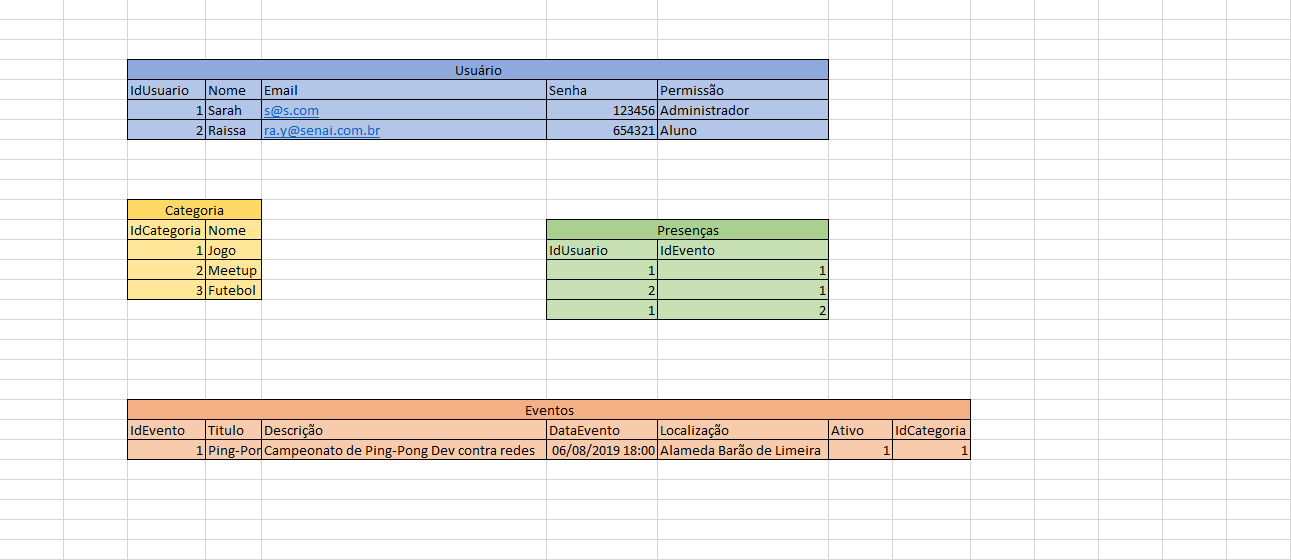 Usuário
IdUsuario Nome Email Senha Permissão
1 Sarah s@s.com 123456 Administrador
2 Raissa ra.y@senai.com.br 654321 Aluno
Categoria
IdCategoria Nome
1 Jogo
2 Meetup
3 Futebol
Presenças
IdUsuario IdEvento
1 1
2 1
1 2
Eventos
IdEvento Titulo Descrição DataEvento Localização Ativo IdCategoria
1 Ping-Por Campeonato de Ping-Pong Dev contra redes 06/08/2019 18:00 Alameda Barão de Limeira 1 1